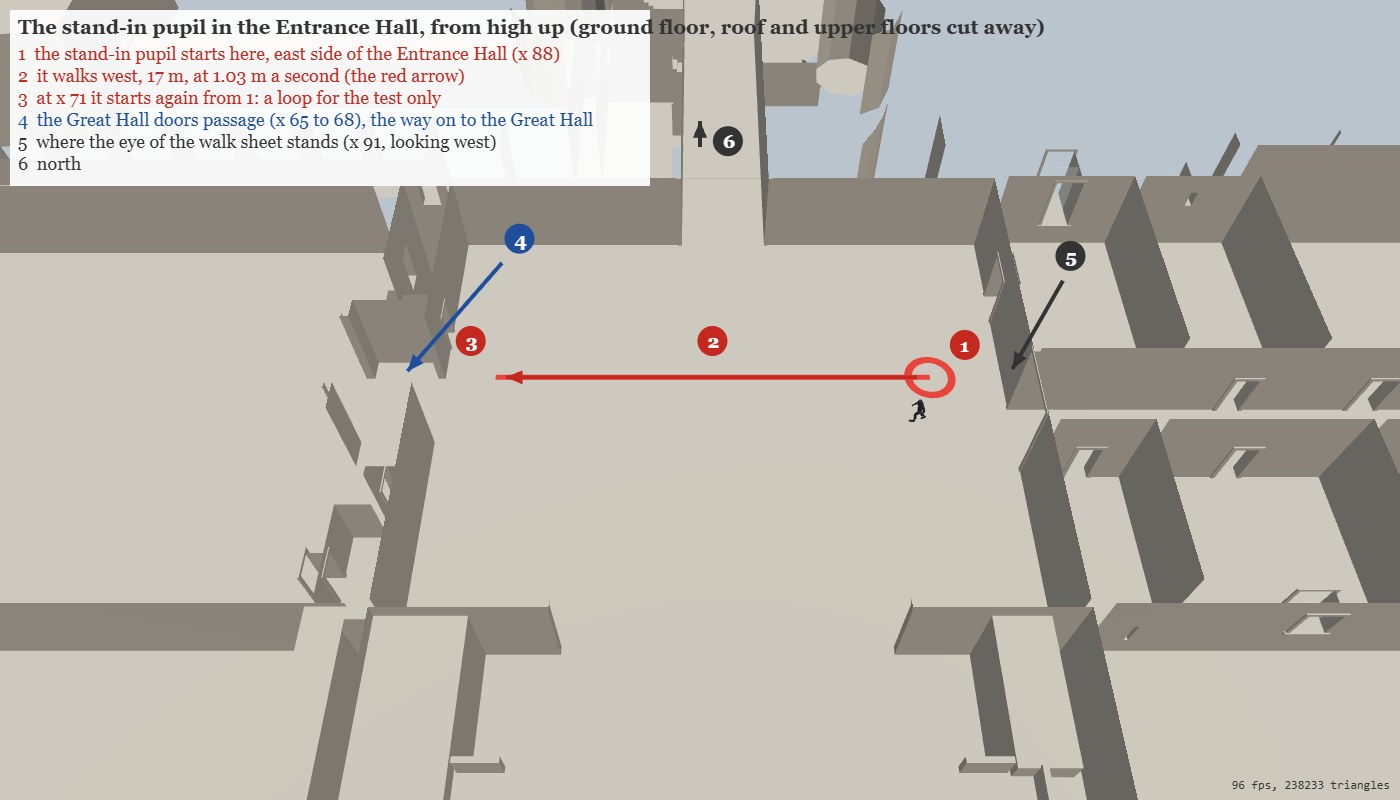 The stand-in pupil in the Entrance Hall, from high up (ground floor, roof and upper floors cut away)
1 the stand-in pupil starts here, east side of the Entrance Hall (x 88)
2 it walks west, 17 m, at 1.03 m a second (the red arrow)
3 at x 71 it starts again from 1: a loop for the test only
4 the Great Hall doors passage (x 65 to 68), the way on to the Great Hall
5 where the eye of the walk sheet stands (x 91, looking west)
6 north
6
4
5
3
2
1
96 fps, 238233 triangles